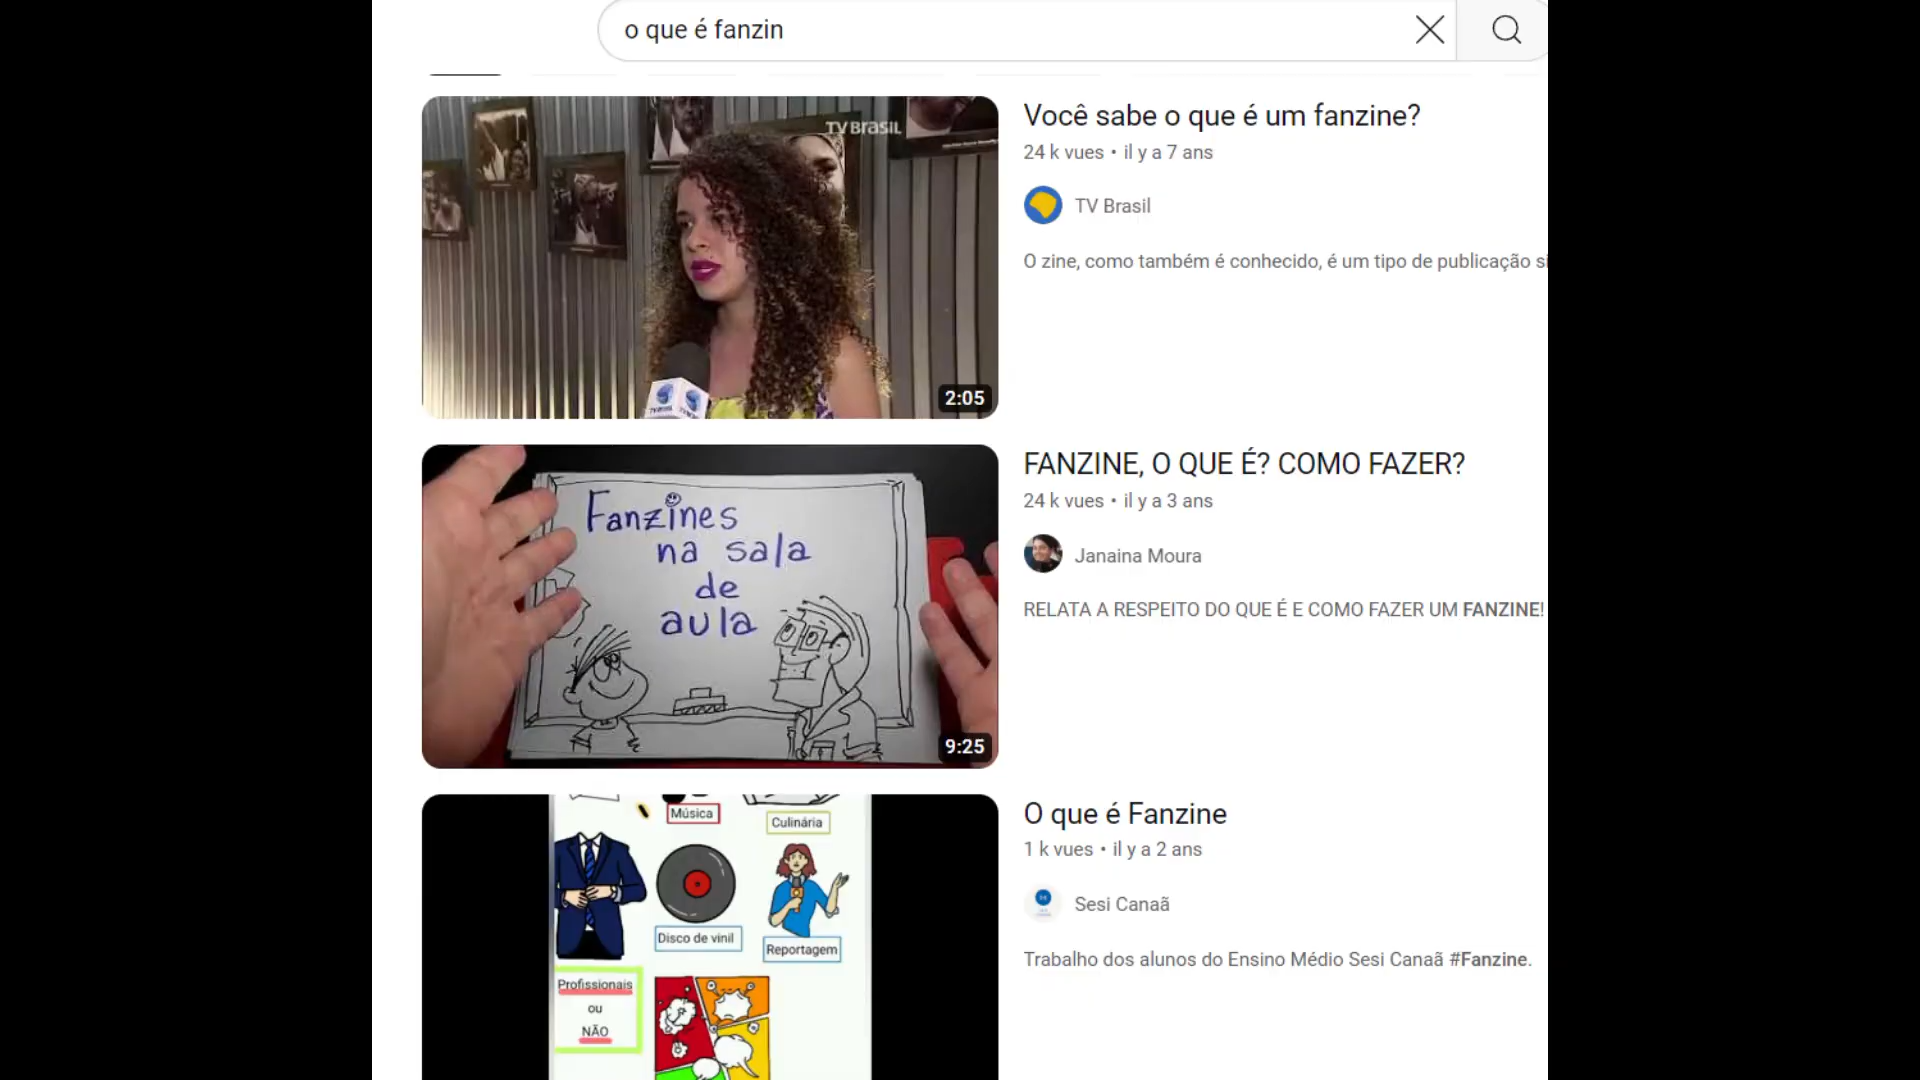 o que é fanzin
TV BRASIL
2:05
Você sabe o que é um fanzine?
24 k vues • il y a 7 ans
TV Brasil
O zine, como também é conhecido, é um tipo de publicação si
Fanzines
na sala
de
aula
9:25
FANZINE, O QUE É? COMO FAZER?
24 k vues • il y a 3 ans
Janaina Moura
RELATA A RESPEITO DO QUE É E COMO FAZER UM FANZINE!
Música
Culinária
Disco de vinil
Reportagem
Profissionais
ou
NÃO
O que é Fanzine
1 k vues • il y a 2 ans
Sesi Canaã
Trabalho dos alunos do Ensino Médio Sesi Canaã #Fanzine.